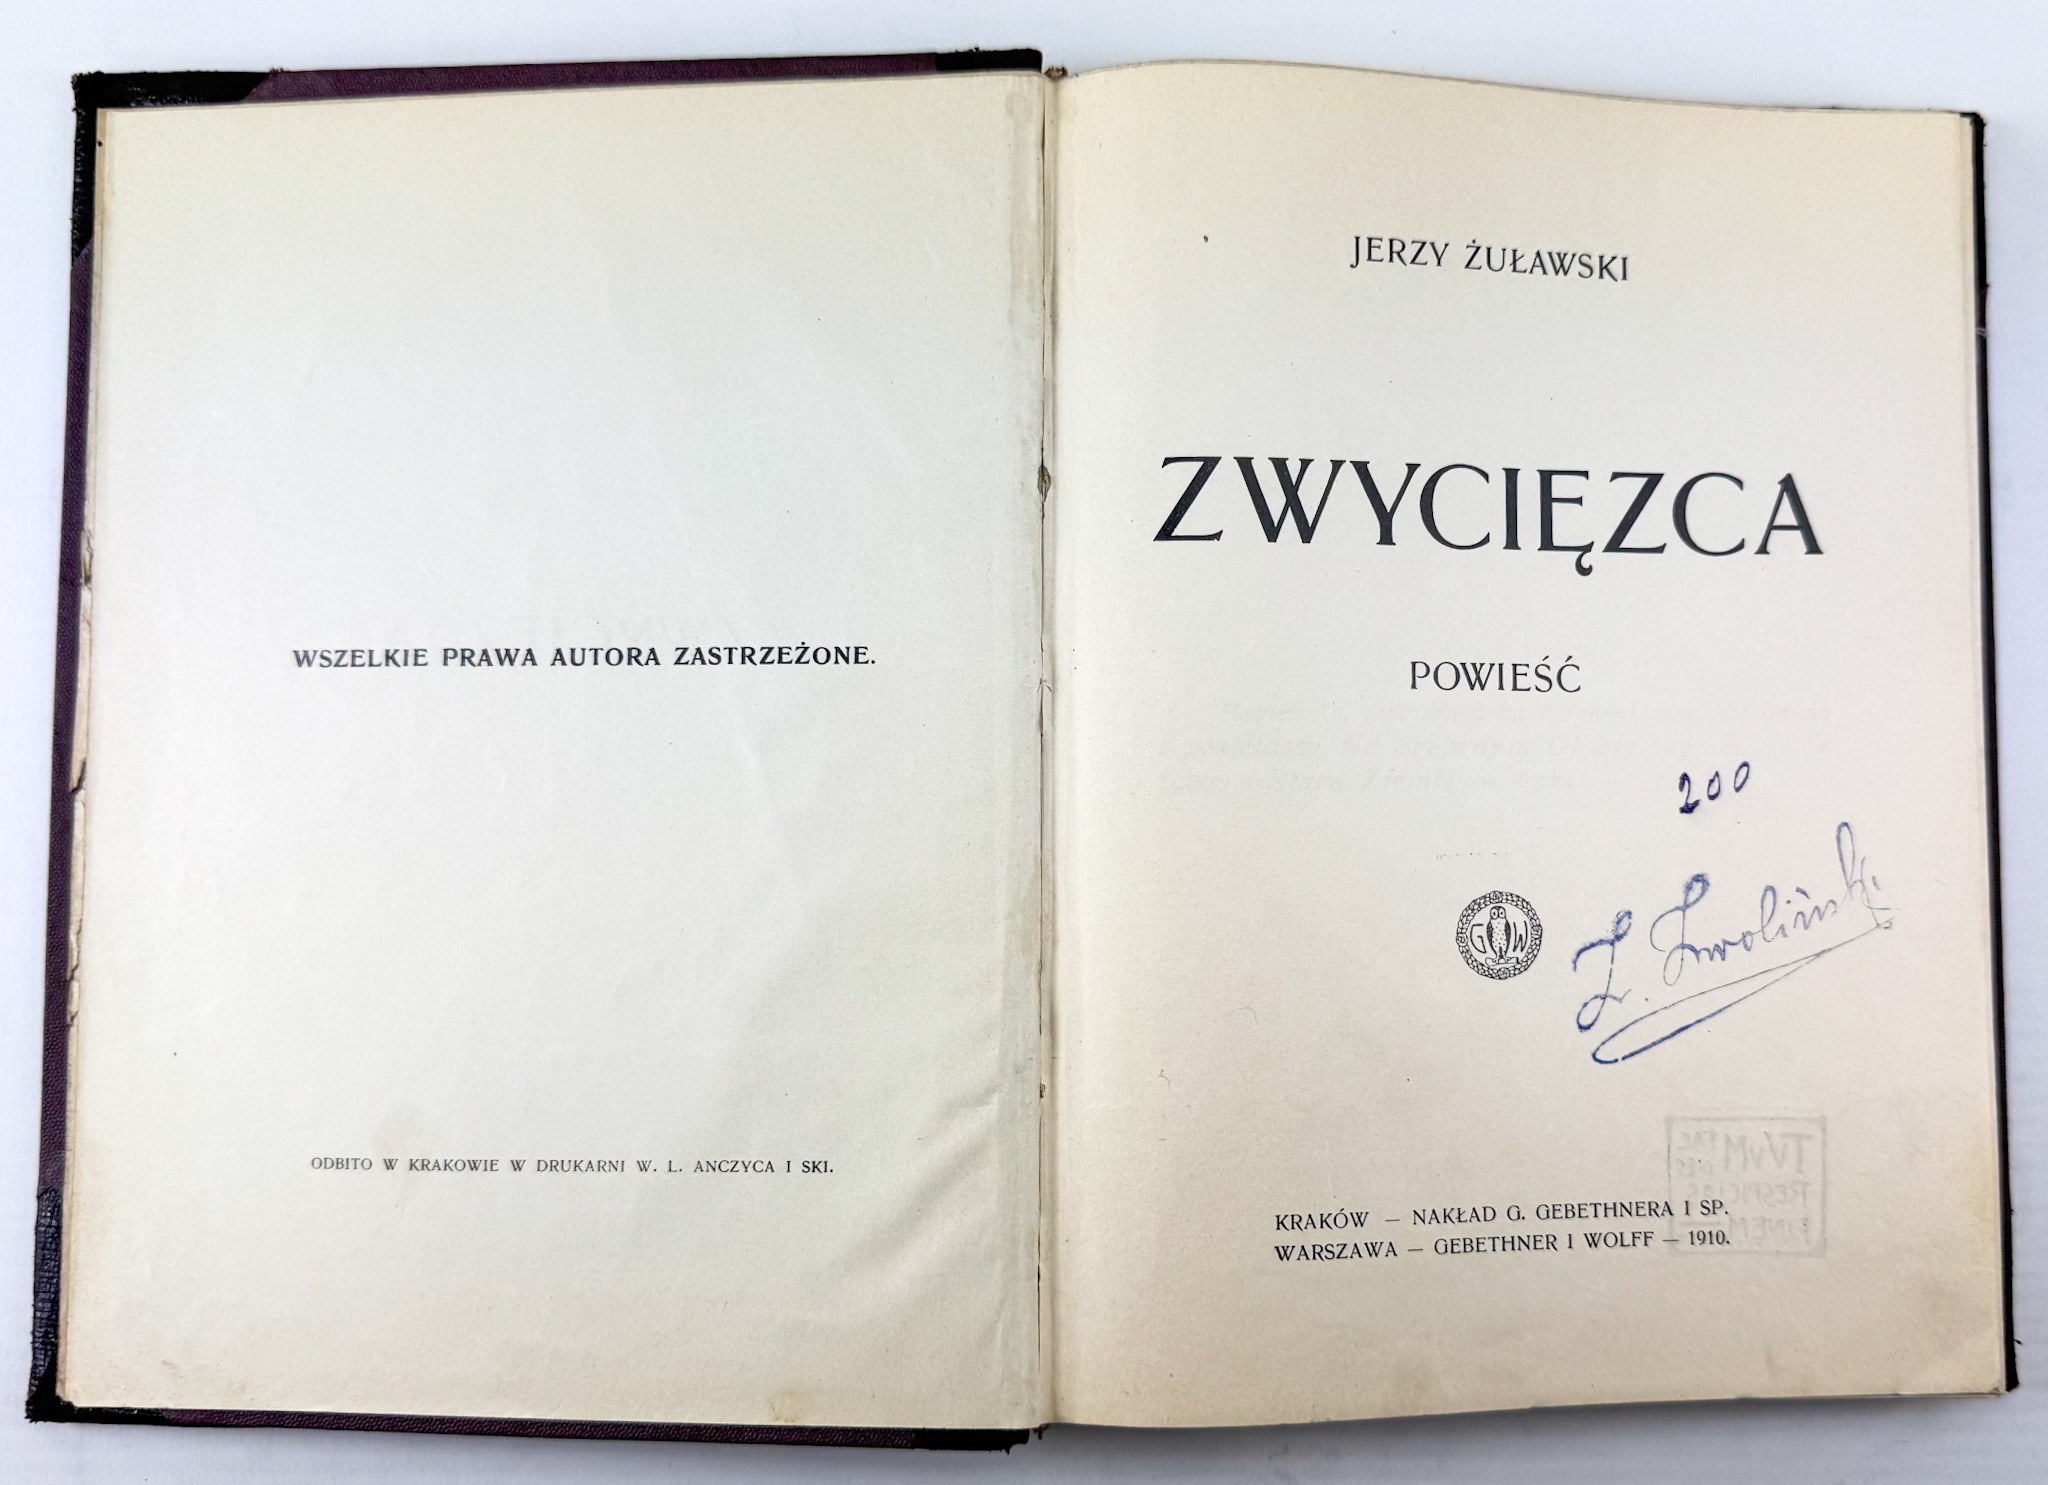 WSZELKIE PRAWA AUTORA ZASTRZEŻONE.
ODBITO W KRAKOWIE W DRUKARNI W. L. ANCZYCA I SKI.
JERZY ŻUŁAWSKI
ZWYCIĘZCA
POWIEŚĆ
200
Z. Zwoliński
G W
KRAKÓW — NAKŁAD G. GEBETHNERA I SP.
WARSZAWA — GEBETHNER I WOLFF — 1910.